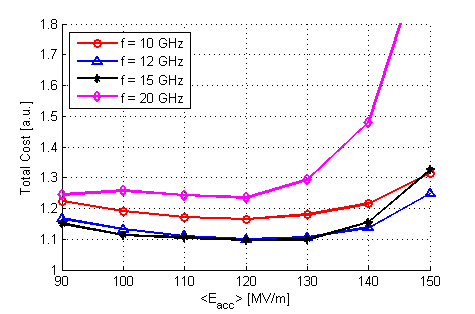 1.8
1.7
1.6
1.5
1.4
1.3
1.2
1.1
1
Total Cost [a.u.]
f = 10 GHz
f = 12 GHz
f = 15 GHz
f = 20 GHz
90 100 110 120 130 140 150
<E_acc> [MV/m]